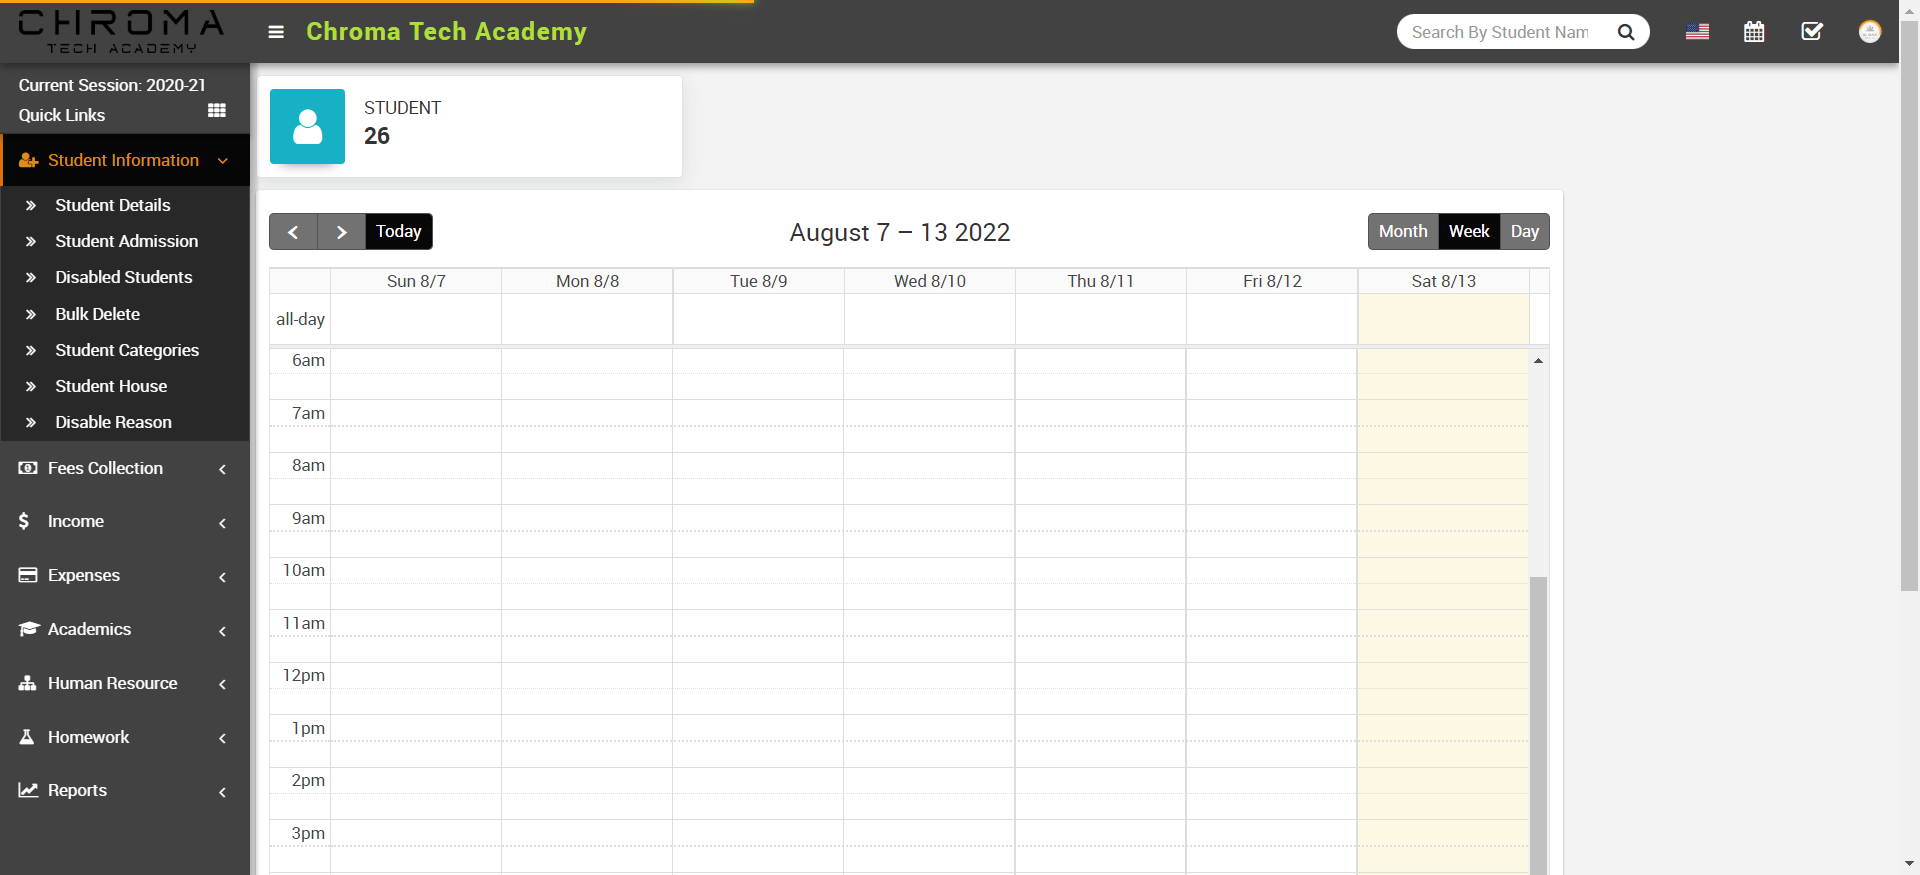 CHROMA
TECH ACADEMY
Chroma Tech Academy
Search By Student Nam
Current Session: 2020-21
Quick Links
Student Information
Student Details
Student Admission
Disabled Students
Bulk Delete
Student Categories
Student House
Disable Reason
Fees Collection
Income
Expenses
Academics
Human Resource
Homework
Reports
STUDENT
26
Today
August 7 – 13 2022
Month Week Day
Sun 8/7 Mon 8/8 Tue 8/9 Wed 8/10 Thu 8/11 Fri 8/12 Sat 8/13
all-day
6am
7am
8am
9am
10am
11am
12pm
1pm
2pm
3pm